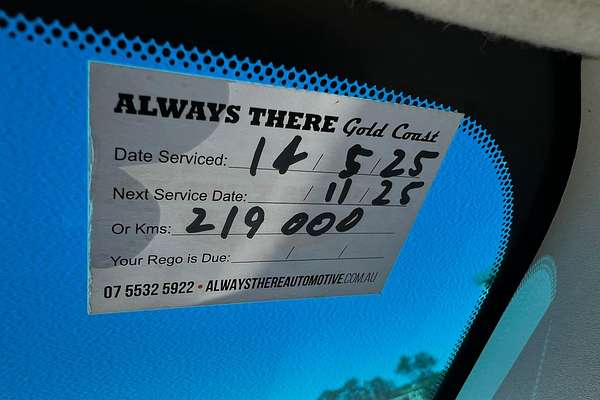 ALWAYS THERE Gold Coast
Date Serviced: 14 / 5 / 25
Next Service Date: / 11 / 25
Or Kms: 219 000
Your Rego is Due: / /
07 5532 5922 • ALWAYSTHEREAUTOMOTIVE.COM.AU